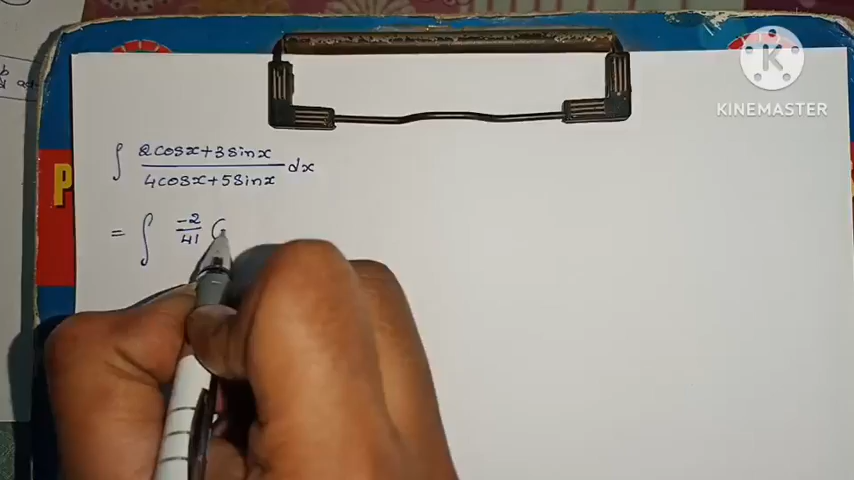 K
KINEMASTER
∫ (2cosx+3sinx)/(4cosx+5sinx) dx
p
= ∫ -2/41 (